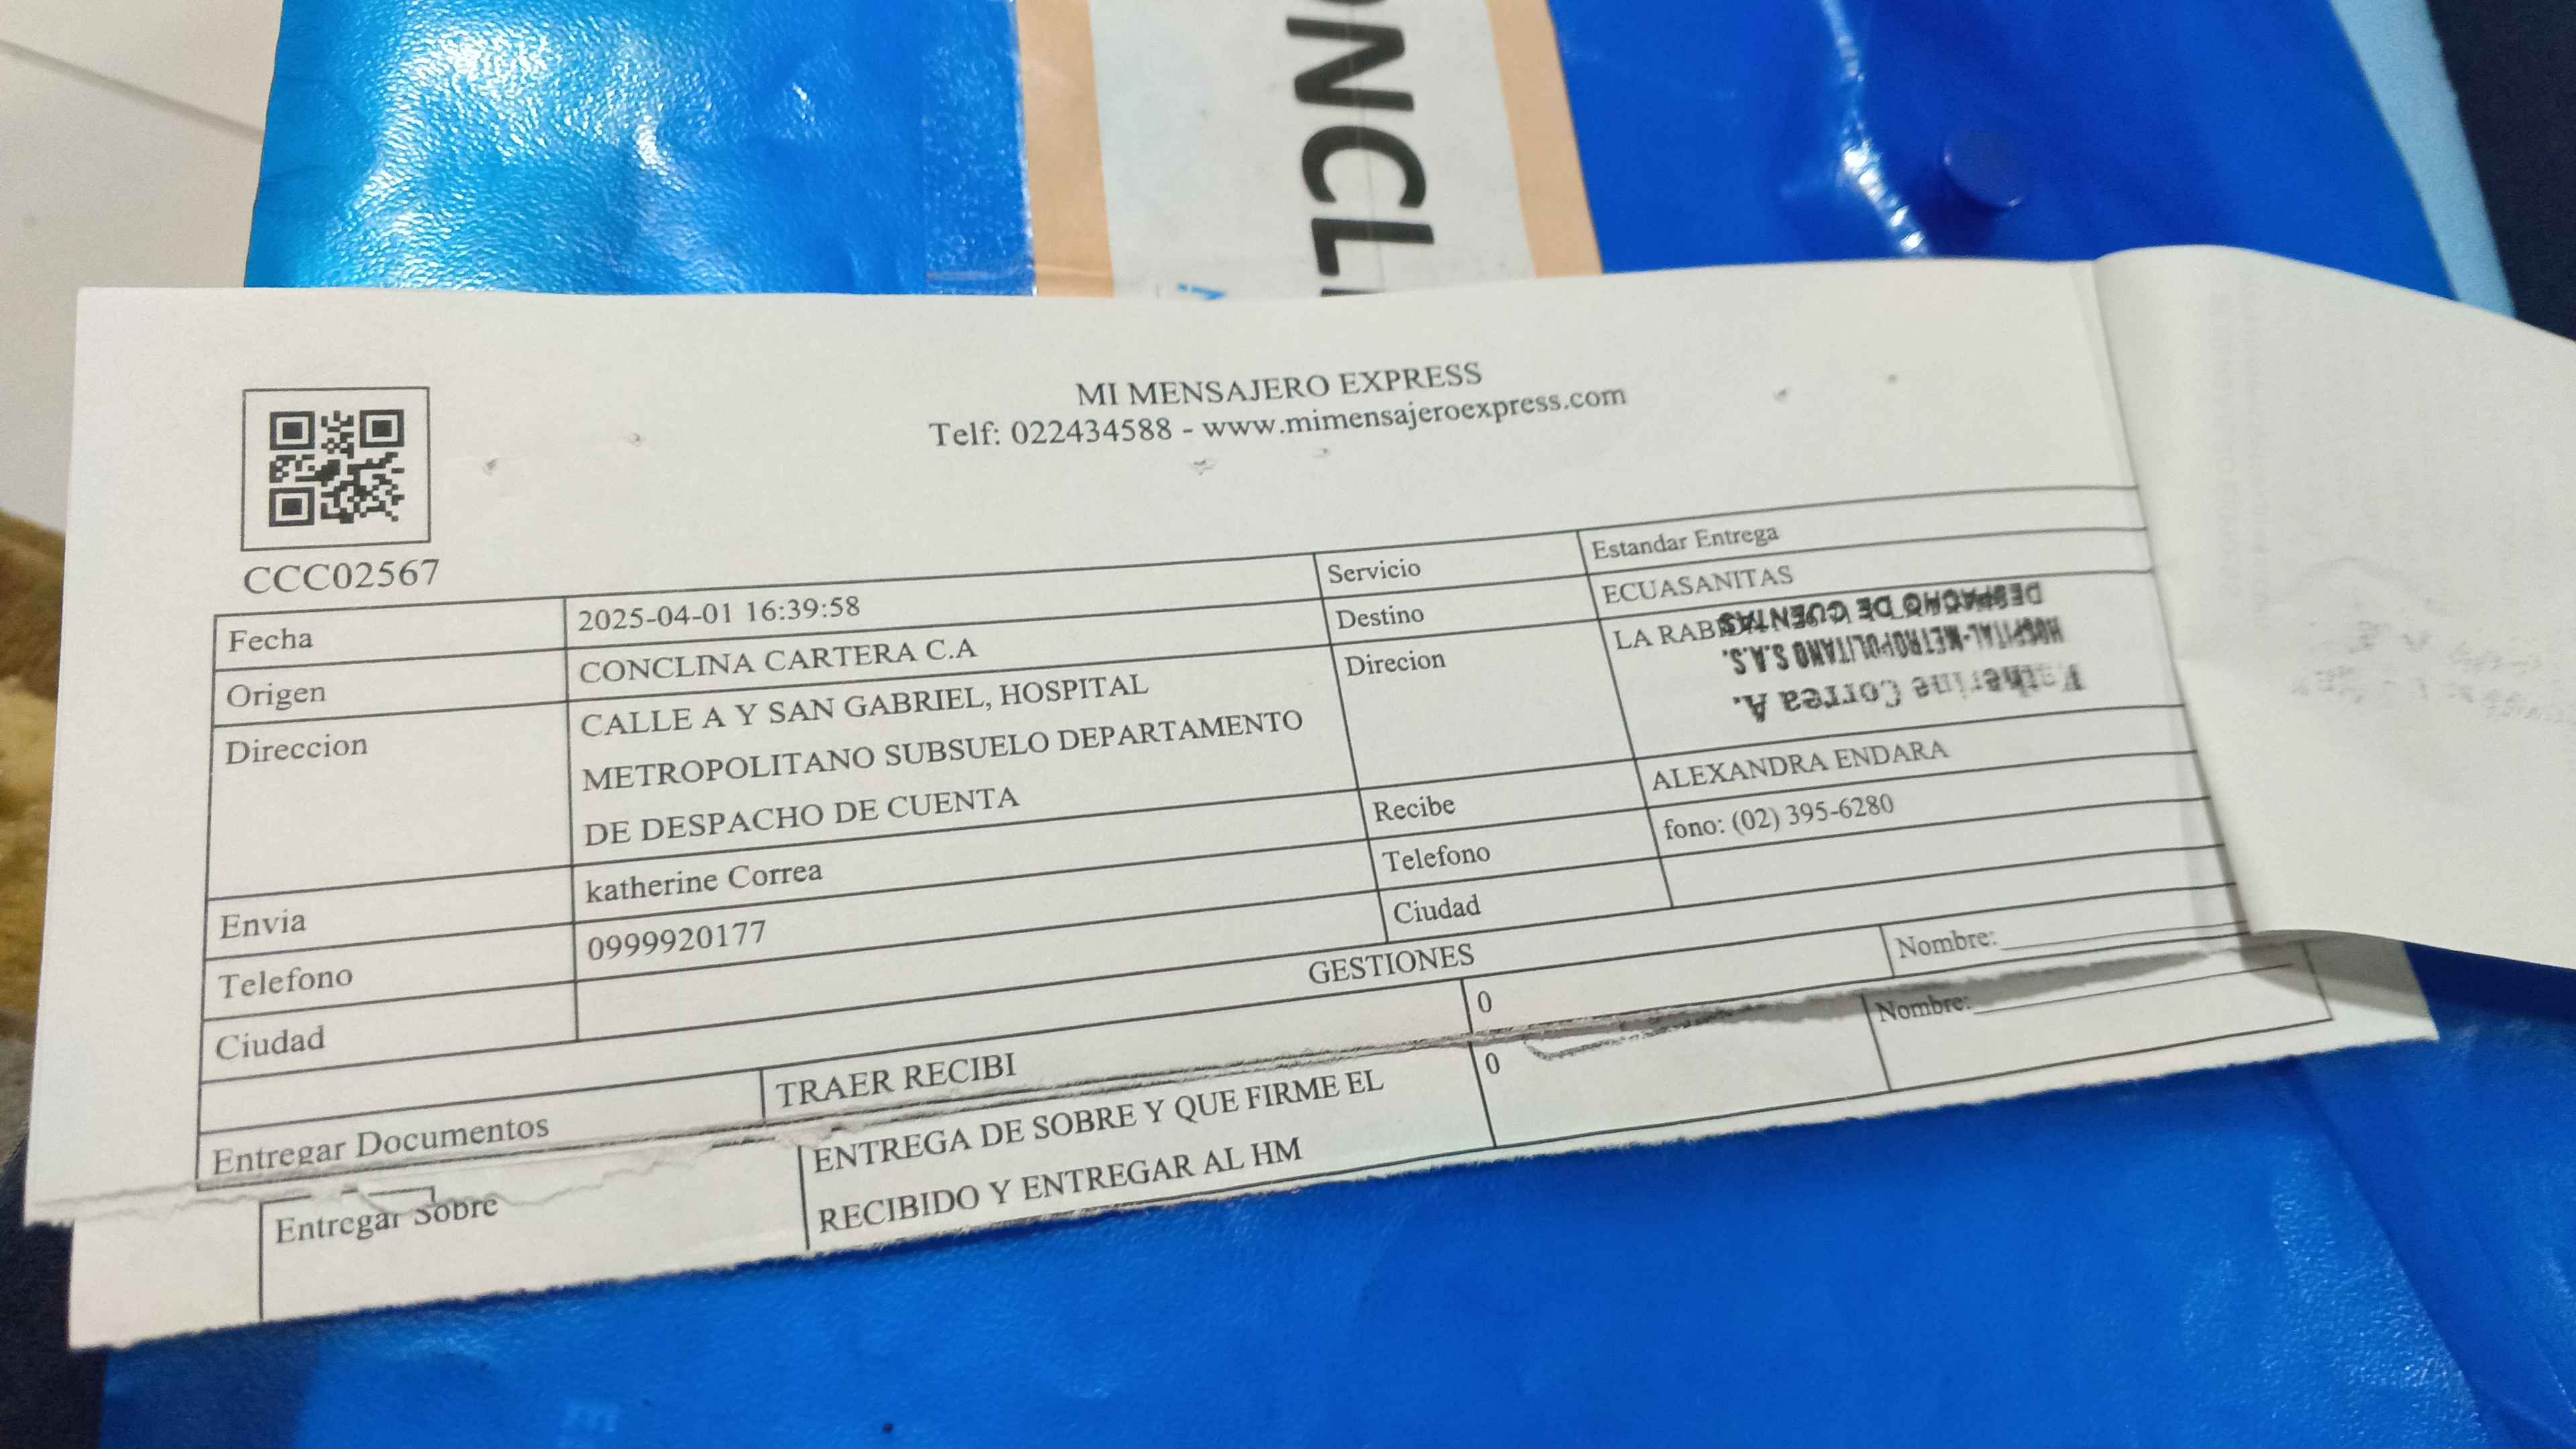 ONCL
MI MENSAJERO EXPRESS
Telf: 022434588 - www.mimensajeroexpress.com
CCC02567
Fecha 2025-04-01 16:39:58 Servicio Estandar Entrega
Origen CONCLINA CARTERA C.A Destino ECUASANITAS
Direccion CALLE A Y SAN GABRIEL, HOSPITAL Direcion LA
METROPOLITANO SUBSUELO DEPARTAMENTO
DE DESPACHO DE CUENTA
Katherine Correa A.
HOSPITAL METROPOLITANO S.A.S.
DESPACHO DE CUENTAS
Envia katherine Correa Recibe ALEXANDRA ENDARA
Telefono 0999920177 Telefono fono: (02) 395-6280
Ciudad Ciudad
GESTIONES
Entregar Documentos TRAER RECIBI 0 Nombre:
Entregar Sobre ENTREGA DE SOBRE Y QUE FIRME EL 0 Nombre:
RECIBIDO Y ENTREGAR AL HM